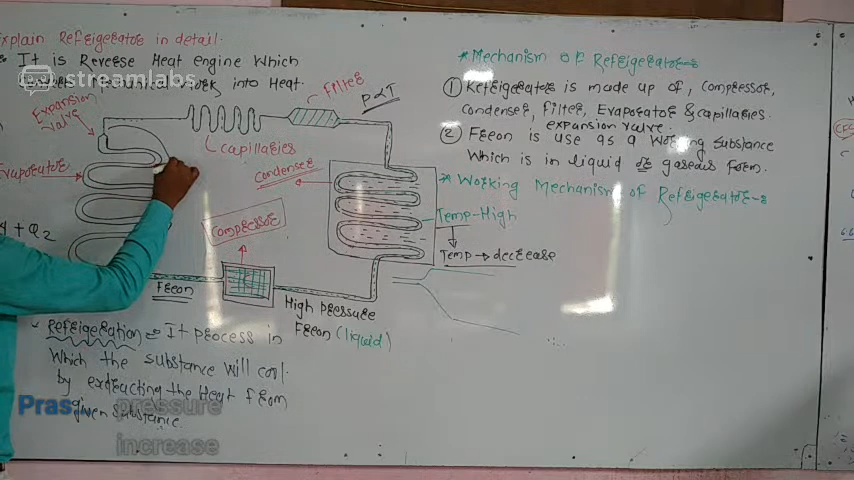 Explain Refrigerator in detail.
It is Reverse Heat engine Which
streamlabs
work into Heat.
Expansion
valve
Filter
P∝T
capillaries
Condenser
Evaporator
+ Q2
Compressor
Temp-High
Temp → decrease
Freon
High pressure
Freon (liquid)
Refrigeration = It process in
Which the substance will cool
by exdracting the Heat from
given substance.
Pras
pressure
increase
* Mechanism of Refrigerator-
① Refrigerator is made up of, compressor,
condenser, Filter, Evaporator & capillaries.
expansion valve.
② Freon is use as a Working substance
Which is in liquid or gaseous form.
* Working Mechanism of Refrigerator-